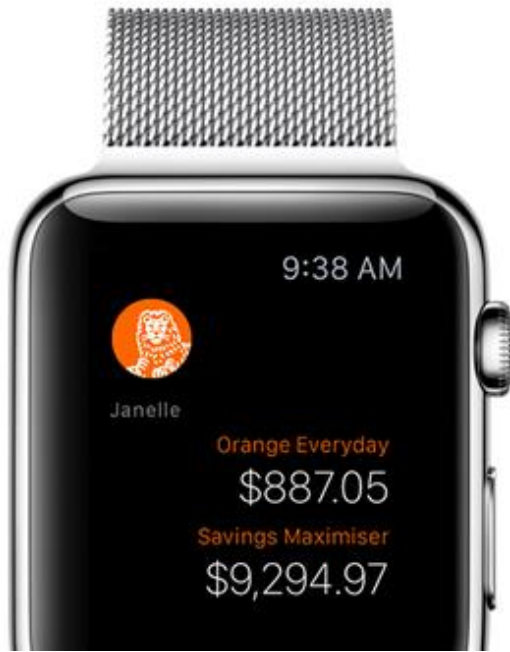 9:38 AM
Janelle
Orange Everyday
$887.05
Savings Maximiser
$9,294.97